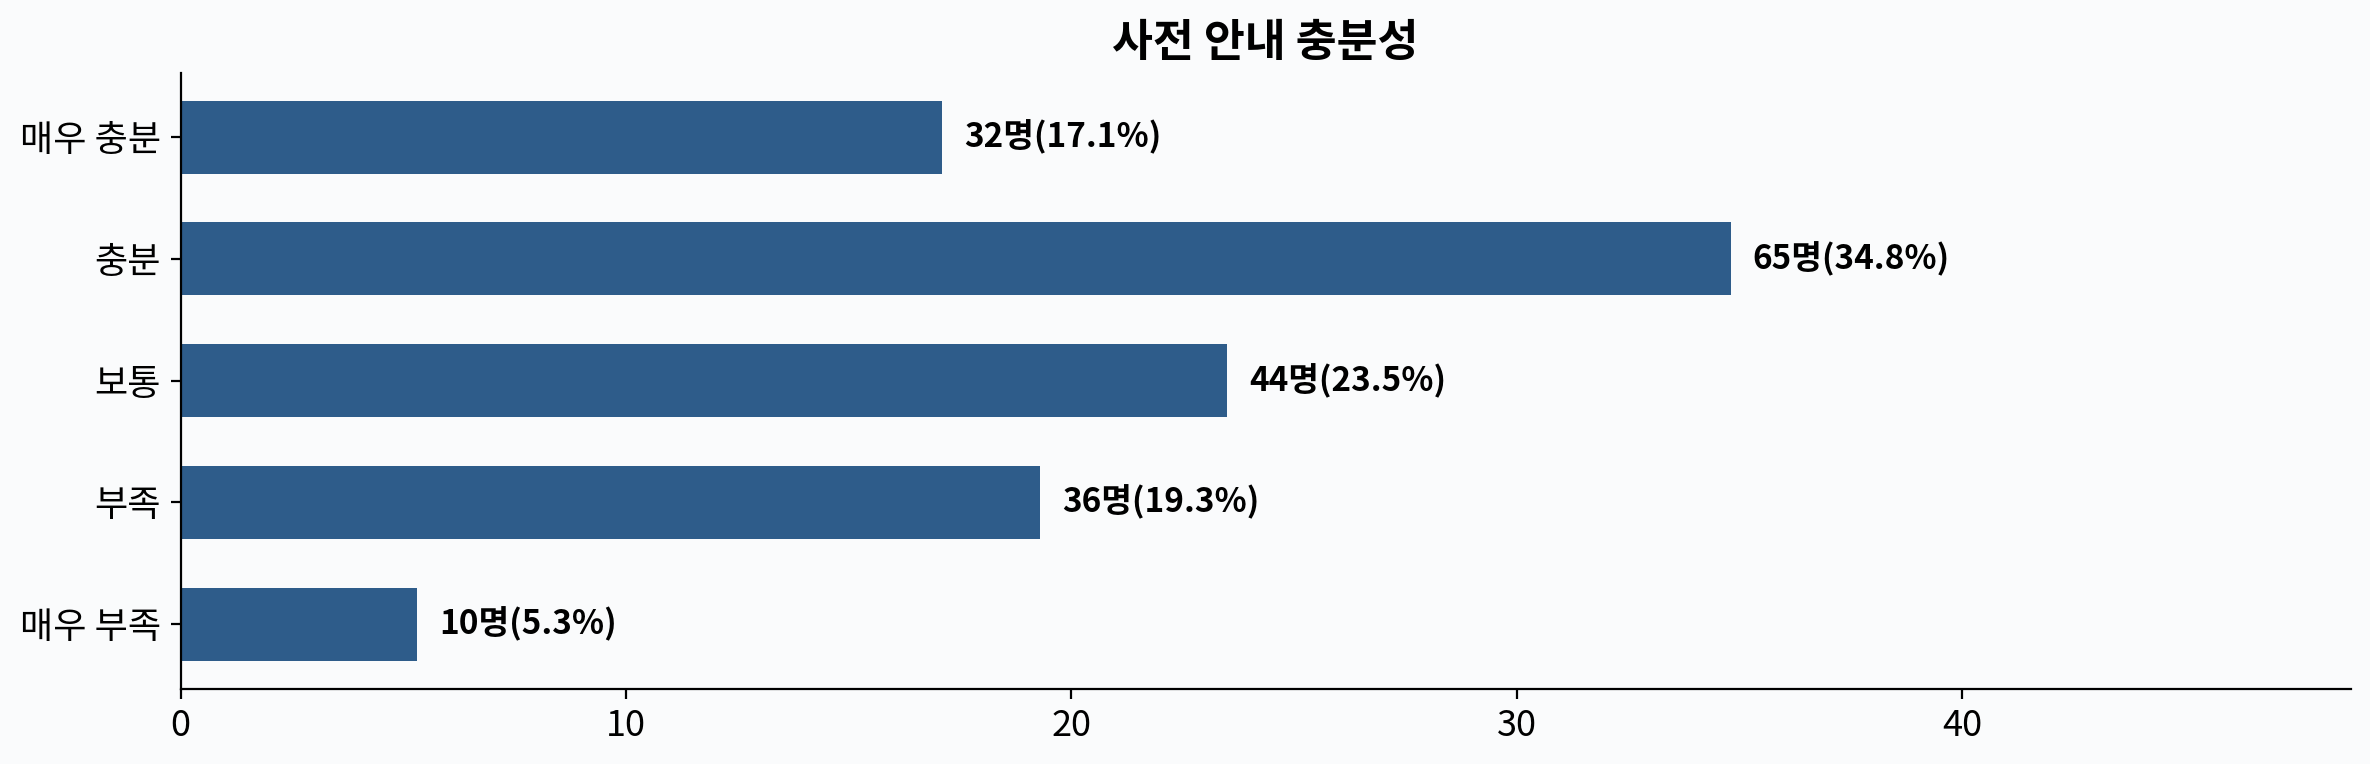 사전 안내 충분성
매우 충분 32명(17.1%)
충분 65명(34.8%)
보통 44명(23.5%)
부족 36명(19.3%)
매우 부족 10명(5.3%)
0 10 20 30 40